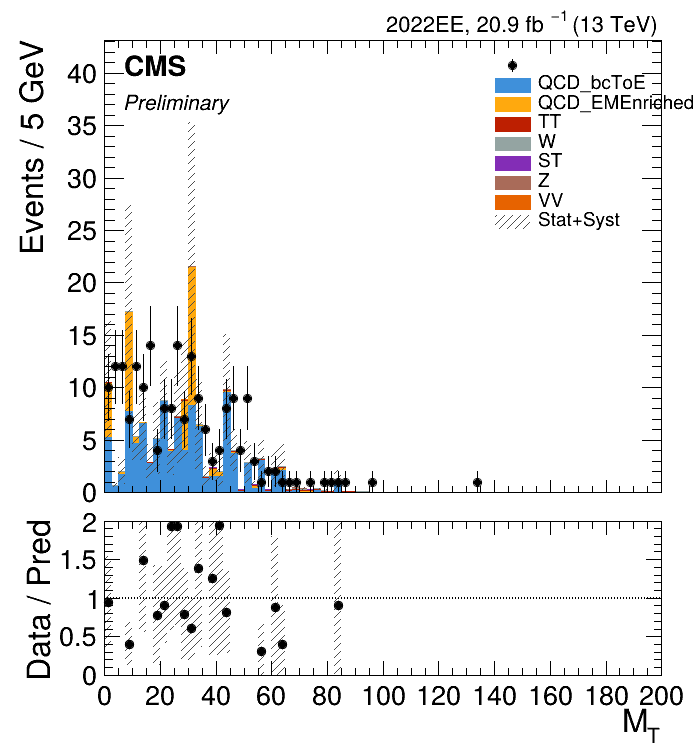 2022EE, 20.9 fb⁻¹ (13 TeV)
CMS
Preliminary
QCD_bcToE
QCD_EMEnriched
TT
W
ST
Z
VV
Stat+Syst
Events / 5 GeV
40
35
30
25
20
15
10
5
0
Data / Pred
2
1.5
1
0.5
0
0 20 40 60 80 100 120 140 160 180 200
M_T